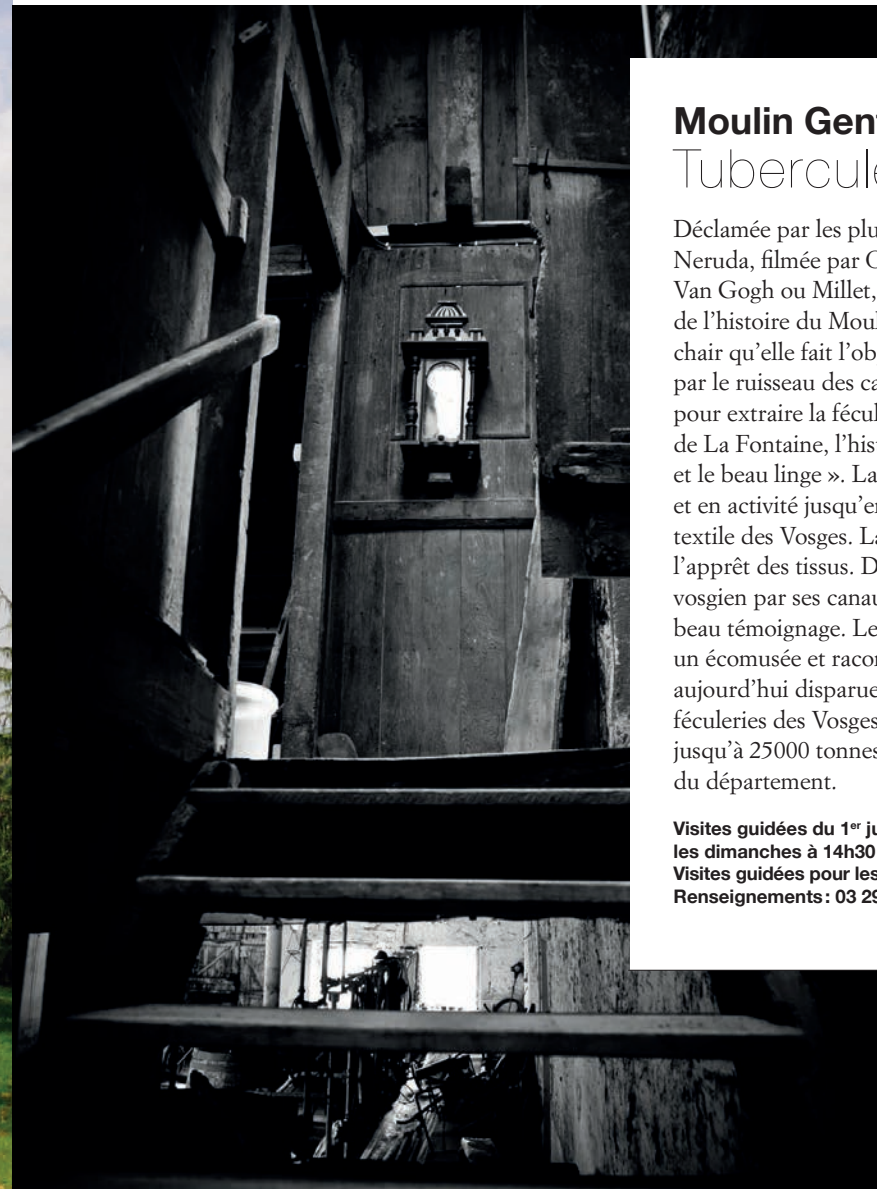 Moulin Gent
Tubercule
Déclamée par les plu
Neruda, filmée par C
Van Gogh ou Millet,
de l’histoire du Moul
chair qu’elle fait l’ob
par le ruisseau des ca
pour extraire la fécul
de La Fontaine, l’hist
et le beau linge ». La
et en activité jusqu’en
textile des Vosges. La
l’apprêt des tissus. D
vosgien par ses canau
beau témoignage. Le
un écomusée et racon
aujourd’hui disparue
féculeries des Vosges
jusqu’à 25000 tonnes
du département.
Visites guidées du 1er ju
les dimanches à 14h30
Visites guidées pour les
Renseignements : 03 29